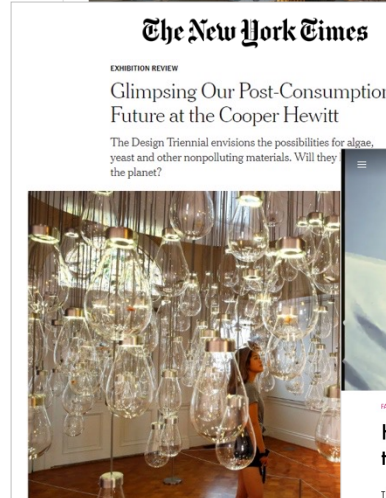 The New York Times
EXHIBITION REVIEW
Glimpsing Our Post-Consumption
Future at the Cooper Hewitt
The Design Triennial envisions the possibilities for algae,
yeast and other nonpolluting materials. Will they
the planet?